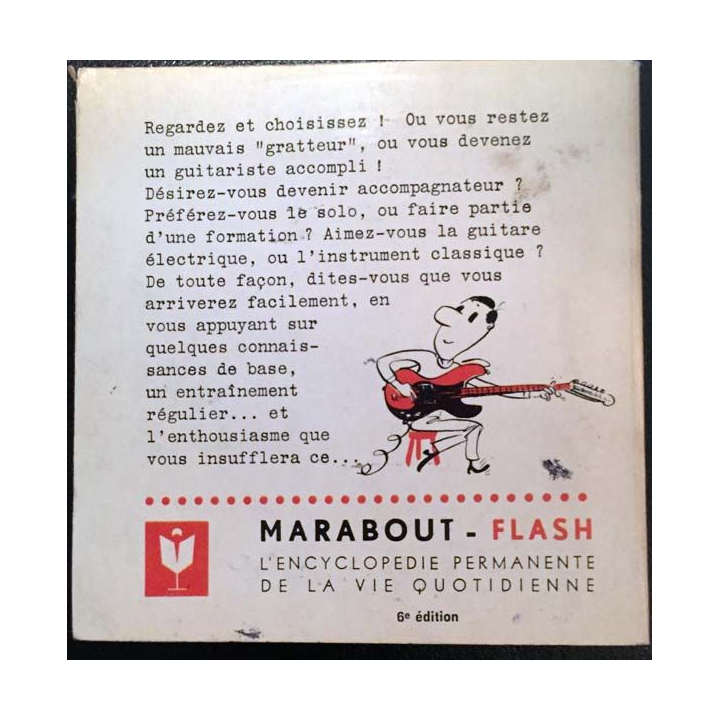 Regardez et choisissez ! Ou vous restez
un mauvais "gratteur", ou vous devenez
un guitariste accompli !
Désirez-vous devenir accompagnateur ?
Préférez-vous le solo, ou faire partie
d'une formation ? Aimez-vous la guitare
électrique, ou l'instrument classique ?
De toute façon, dites-vous que vous
arriverez facilement, en
vous appuyant sur
quelques connais-
sances de base,
un entraînement
régulier... et
l'enthousiasme que
vous insufflera ce...
MARABOUT - FLASH
L'ENCYCLOPEDIE PERMANENTE
DE LA VIE QUOTIDIENNE
6e édition